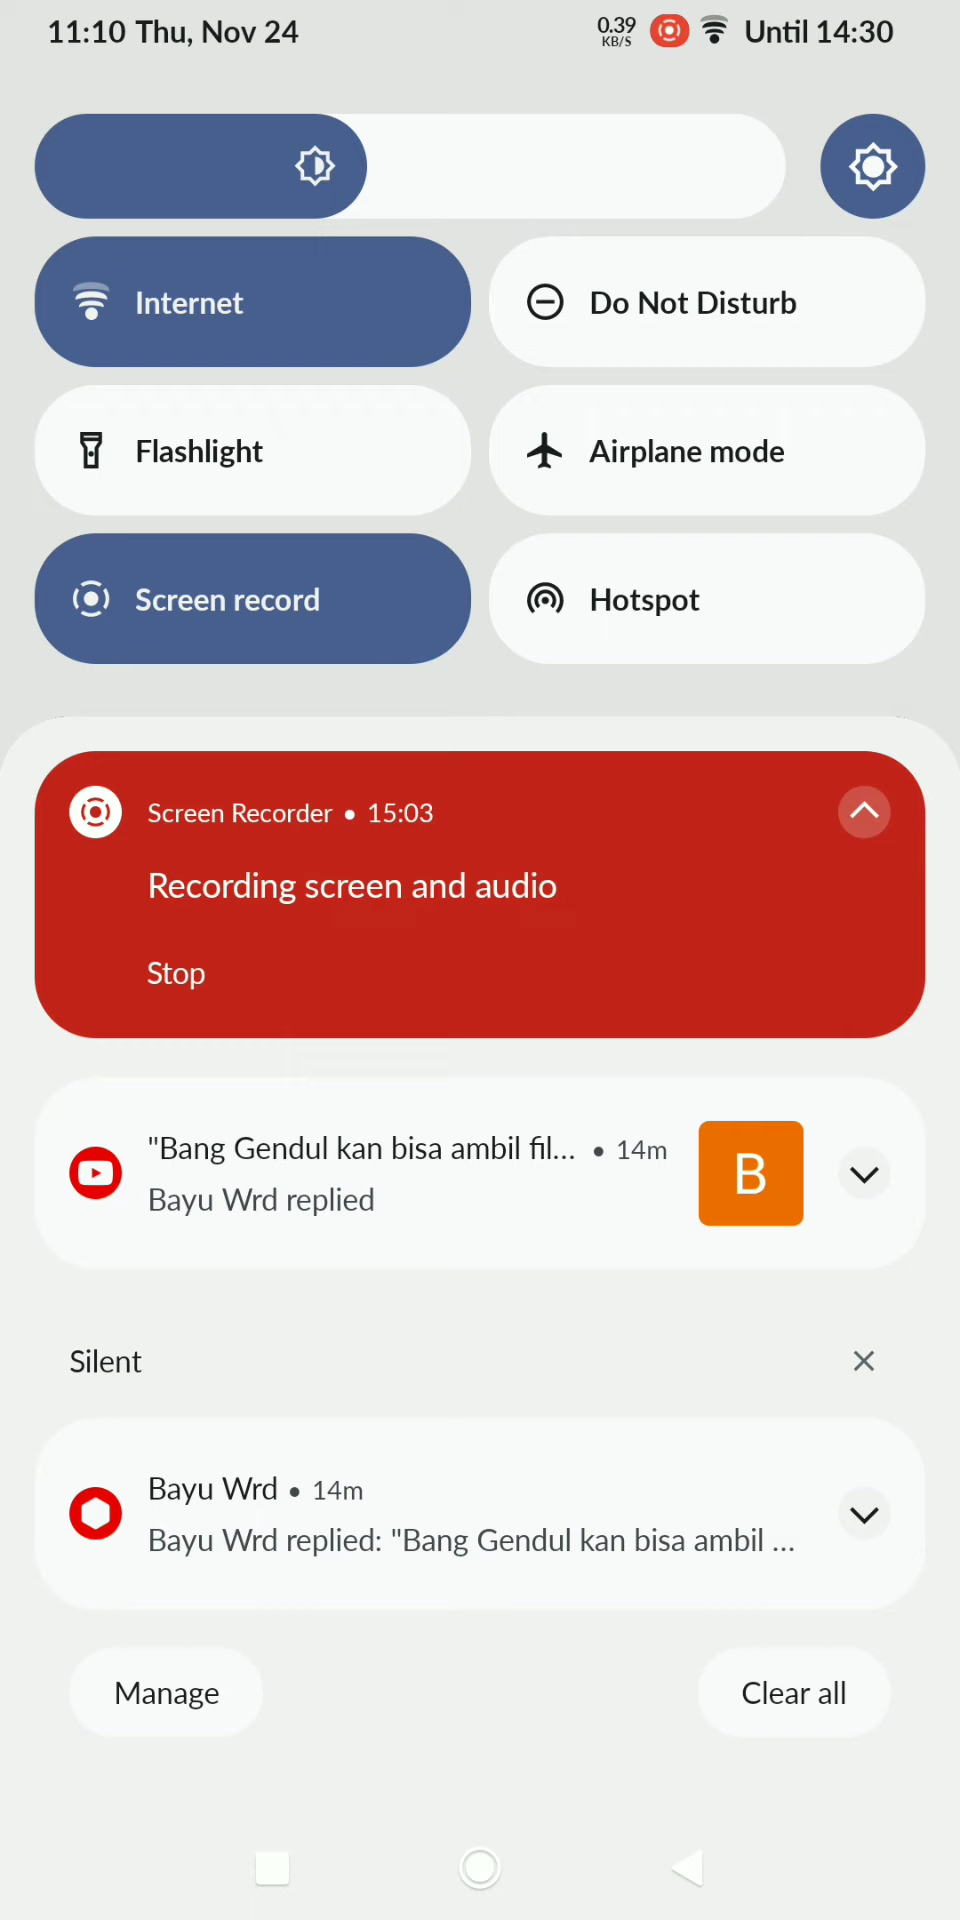 11:10 Thu, Nov 24
0.39
KB/S
Until 14:30
Internet
Do Not Disturb
Flashlight
Airplane mode
Screen record
Hotspot
Screen Recorder • 15:03
Recording screen and audio
Stop
"Bang Gendul kan bisa ambil fil... • 14m
B
Bayu Wrd replied
Silent
Bayu Wrd • 14m
Bayu Wrd replied: "Bang Gendul kan bisa ambil ...
Manage
Clear all